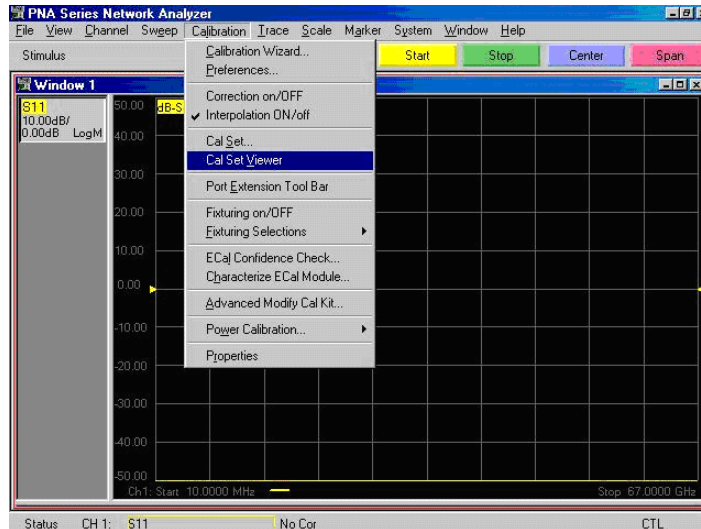 PNA Series Network Analyzer
File View Channel Sweep Calibration Trace Scale Marker System Window Help
Stimulus
Start
Stop
Center
Span
Calibration Wizard...
Preferences...
Correction on/OFF
Interpolation ON/off
Cal Set...
Cal Set Viewer
Port Extension Tool Bar
Fixturing on/OFF
Fixturing Selections
ECal Confidence Check...
Characterize ECal Module...
Advanced Modify Cal Kit...
Power Calibration...
Properties
Window 1
S11
10.00dB/
0.00dB LogM
50.00
dB-S
40.00
30.00
20.00
10.00
0.00
-10.00
-20.00
-30.00
-40.00
-50.00
Ch1: Start 10.0000 MHz
Stop 67.0000 GHz
Status CH 1: S11 No Cor CTL